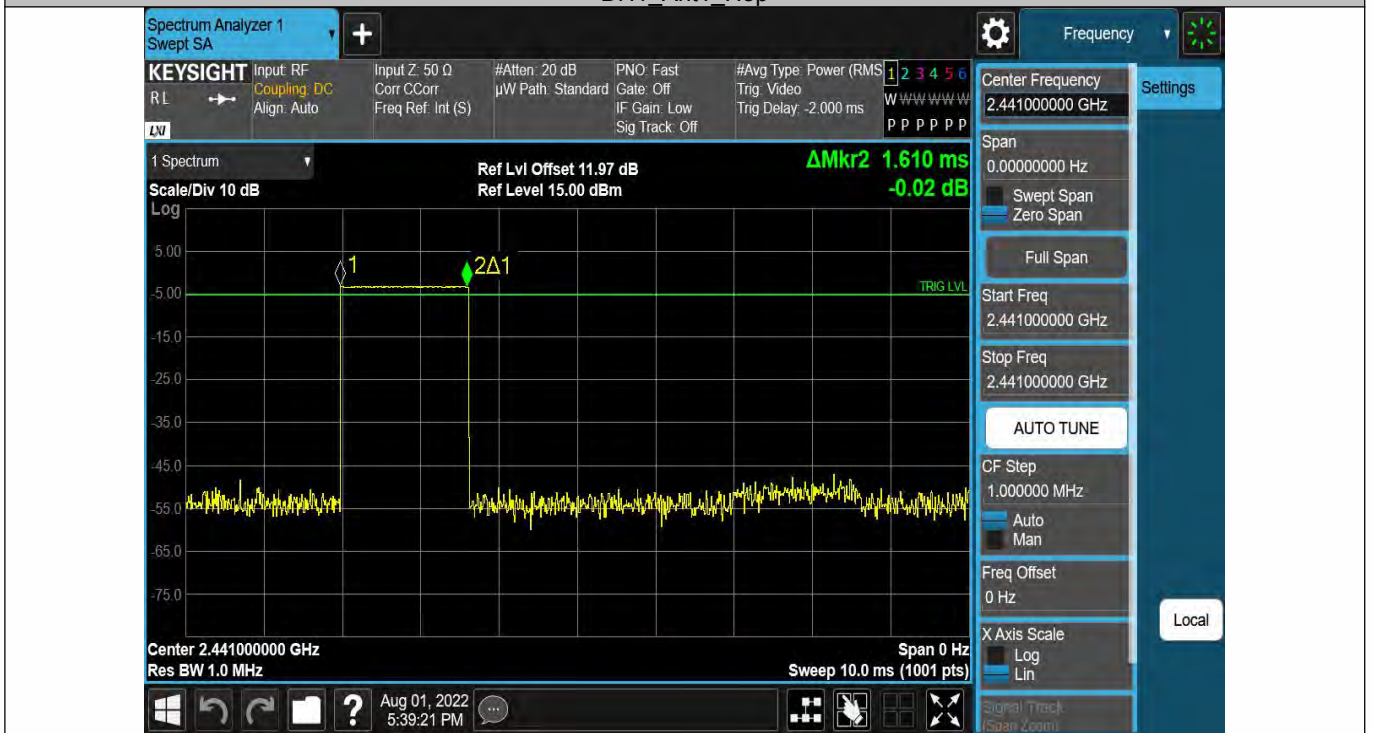 Spectrum Analyzer 1
Swept SA
Frequency
KEYSIGHT
RL
LXI
Input: RF
Coupling: DC
Align: Auto
Input Z: 50 Ω
Corr CCorr
Freq Ref: Int (S)
#Atten: 20 dB
µW Path: Standard
PNO: Fast
Gate: Off
IF Gain: Low
Sig Track: Off
#Avg Type: Power (RMS
Trig: Video
Trig Delay: -2.000 ms
1 2 3 4 5 6
W W W W W W
P P P P P P
1 Spectrum
Scale/Div 10 dB
Log
Ref Lvl Offset 11.97 dB
Ref Level 15.00 dBm
ΔMkr2 1.610 ms
-0.02 dB
5.00
-5.00
-15.0
-25.0
-35.0
-45.0
-55.0
-65.0
-75.0
1
2Δ1
TRIG LVL
Center 2.441000000 GHz
Res BW 1.0 MHz
Span 0 Hz
Sweep 10.0 ms (1001 pts)
Center Frequency
2.441000000 GHz
Settings
Span
0.00000000 Hz
Swept Span
Zero Span
Full Span
Start Freq
2.441000000 GHz
Stop Freq
2.441000000 GHz
AUTO TUNE
CF Step
1.000000 MHz
Auto
Man
Freq Offset
0 Hz
X Axis Scale
Log
Lin
Local
Signal Track
(Span Zoom)
?
Aug 01, 2022
5:39:21 PM